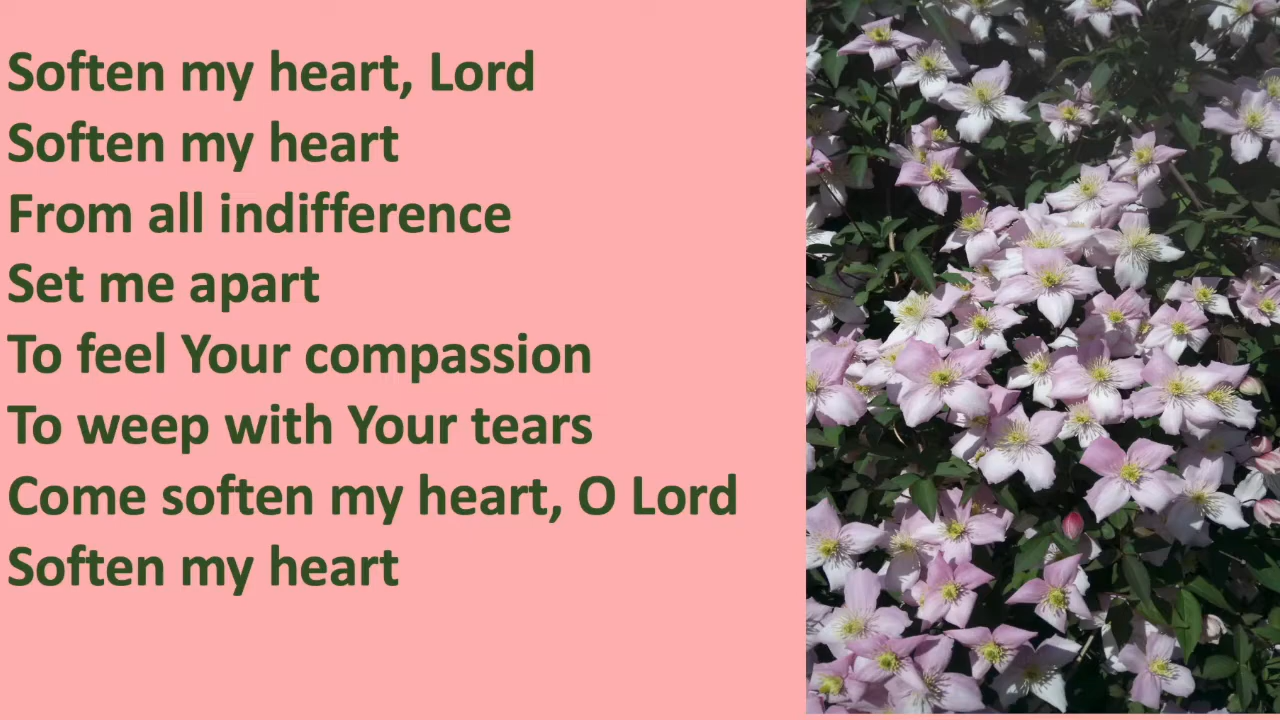 Soften my heart, Lord
Soften my heart
From all indifference
Set me apart
To feel Your compassion
To weep with Your tears
Come soften my heart, O Lord
Soften my heart